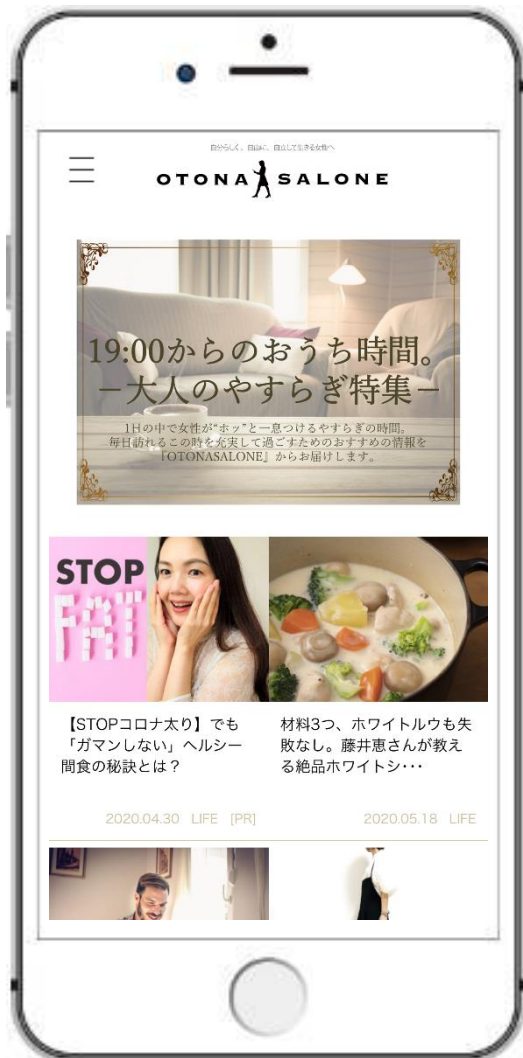 自分らしく、自由に、自立して生きる女性へ
OTONA SALONE
19:00からのおうち時間。
－大人のやすらぎ特集－
1日の中で女性が“ホッ”と一息つけるやすらぎの時間。
毎日訪れるこの時を充実して過ごすためのおすすめの情報を
『OTONASALONE』からお届けします。
STOP
FAT
【STOPコロナ太り】でも
「ガマンしない」ヘルシー
間食の秘訣とは？
2020.04.30 LIFE [PR]
材料3つ、ホワイトルウも失
敗なし。藤井恵さんが教え
る絶品ホワイトシ･･･
2020.05.18 LIFE